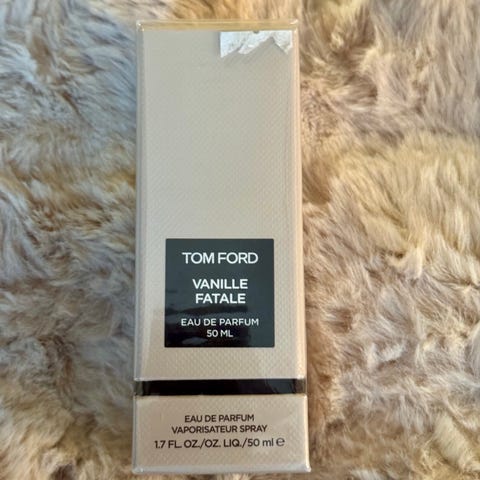 TOM FORD
VANILLE
FATALE
EAU DE PARFUM
50 ML
EAU DE PARFUM
VAPORISATEUR SPRAY
1.7 FL. OZ./OZ. LIQ./50 ml ℮